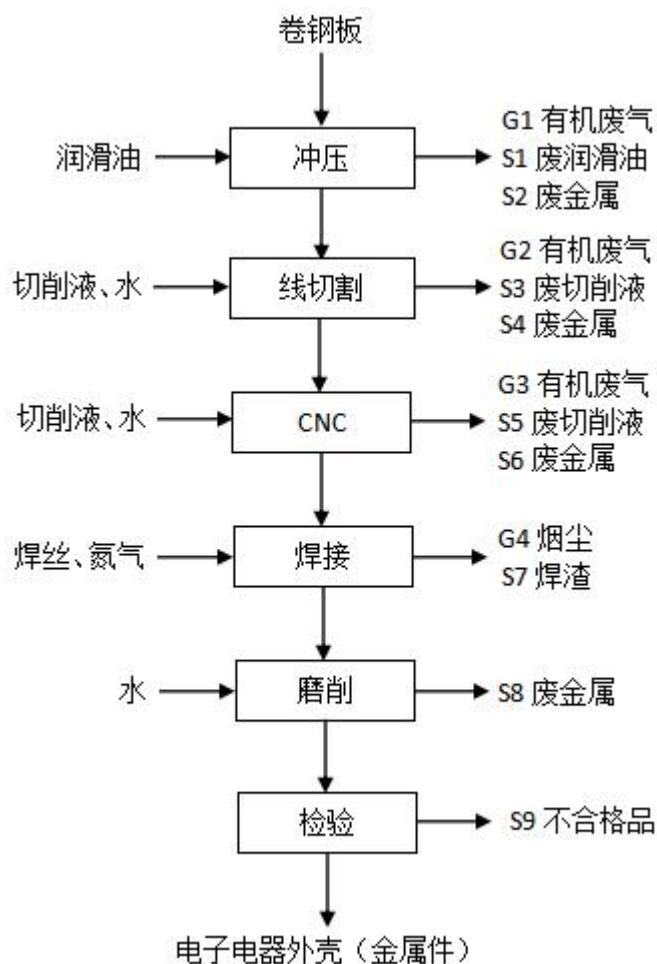 卷钢板
润滑油
冲压
G1 有机废气
S1 废润滑油
S2 废金属
切削液、水
线切割
G2 有机废气
S3 废切削液
S4 废金属
切削液、水
CNC
G3 有机废气
S5 废切削液
S6 废金属
焊丝、氮气
焊接
G4 烟尘
S7 焊渣
水
磨削
S8 废金属
检验
S9 不合格品
电子电器外壳（金属件）